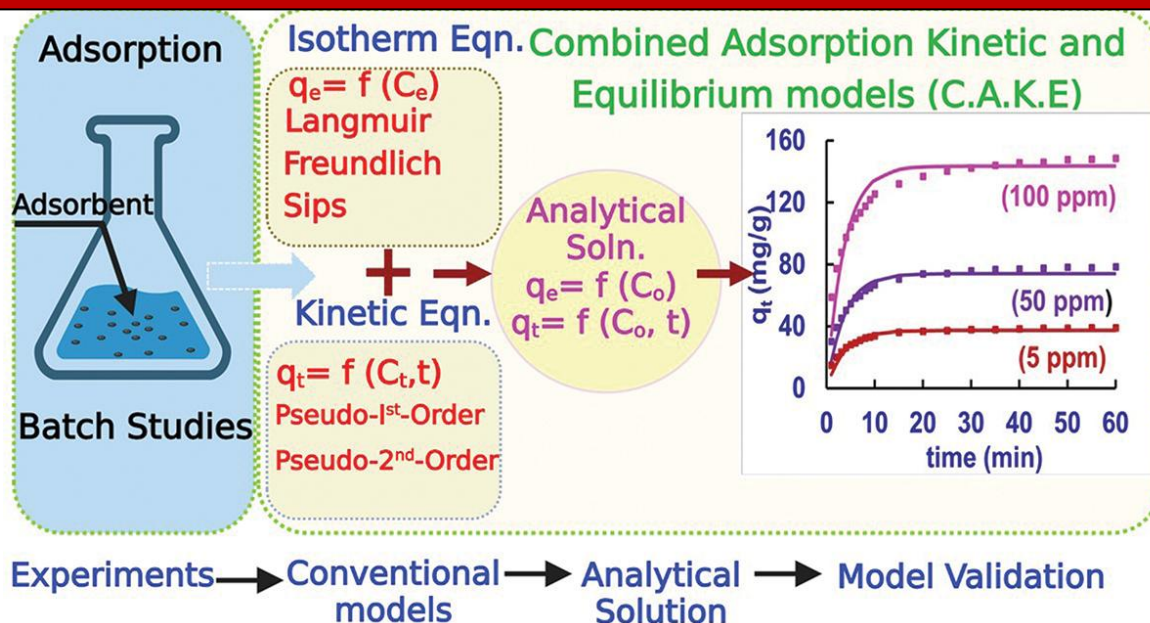 Adsorption
Adsorbent
Batch Studies
Isotherm Eqn.
qₑ= f (Cₑ)
Langmuir
Freundlich
Sips
+
Kinetic Eqn.
qₜ= f (Cₜ,t)
Pseudo-Iˢᵗ-Order
Pseudo-2ⁿᵈ-Order
Combined Adsorption Kinetic and
Equilibrium models (C.A.K.E)
Analytical
Soln.
qₑ= f (Cₒ)
qₜ= f (Cₒ, t)
qₜ (mg/g)
160
120
80
40
0
(100 ppm)
(50 ppm)
(5 ppm)
0 10 20 30 40 50 60
time (min)
Experiments
Conventional
models
Analytical
Solution
Model Validation